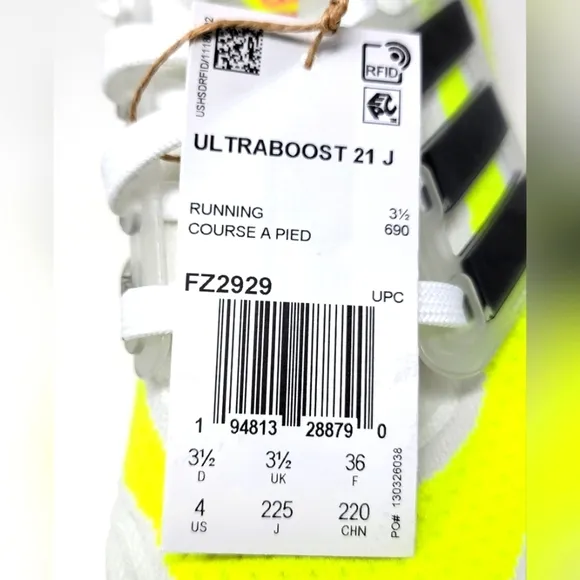 RFID
EPC
ULTRABOOST 21 J
RUNNING 3½
COURSE A PIED 690
FZ2929
UPC
1 94813 28879 0
3½ 3½ 36
D UK F
4 225 220
US J CHN
PO# 130326038